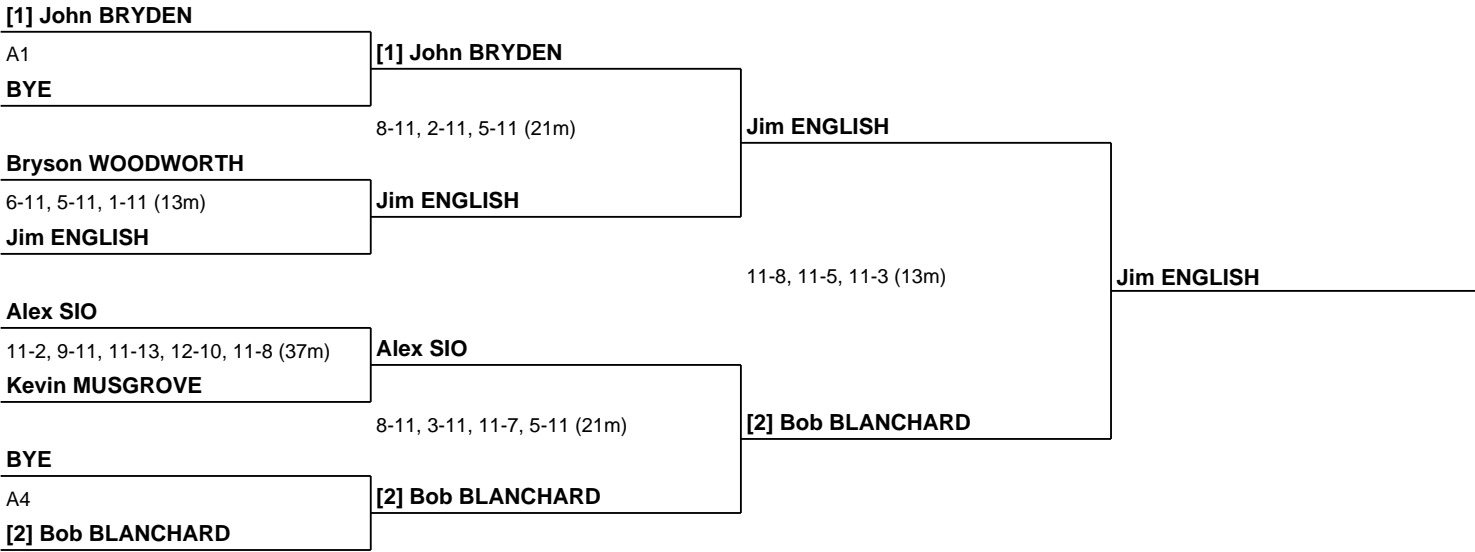 [1] John BRYDEN
A1
BYE
[1] John BRYDEN
8-11, 2-11, 5-11 (21m)
Bryson WOODWORTH
6-11, 5-11, 1-11 (13m)
Jim ENGLISH
Jim ENGLISH
Jim ENGLISH
11-8, 11-5, 11-3 (13m)
Jim ENGLISH
Alex SIO
11-2, 9-11, 11-13, 12-10, 11-8 (37m)
Kevin MUSGROVE
Alex SIO
8-11, 3-11, 11-7, 5-11 (21m)
[2] Bob BLANCHARD
BYE
A4
[2] Bob BLANCHARD
[2] Bob BLANCHARD